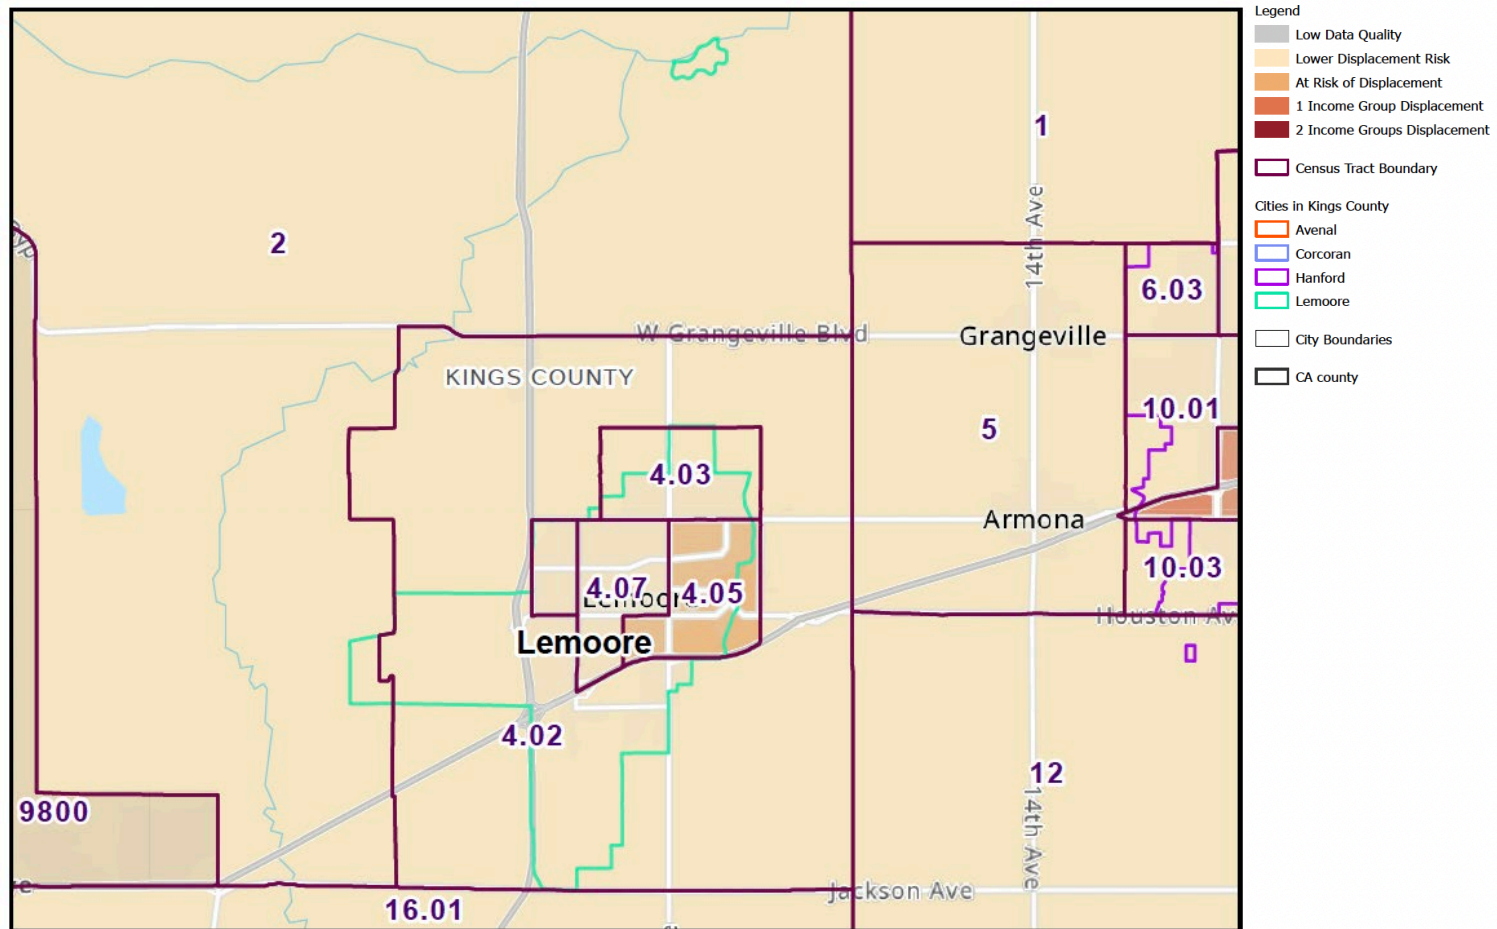 Legend
Low Data Quality
Lower Displacement Risk
At Risk of Displacement
1 Income Group Displacement
2 Income Groups Displacement
Census Tract Boundary
Cities in Kings County
Avenal
Corcoran
Hanford
Lemoore
City Boundaries
CA county
1
2
14th Ave
6.03
W Grangeville Blvd
Grangeville
KINGS COUNTY
10.01
5
4.03
Armona
10.03
4.07
4.05
Lemoore
Houston Av
Lemoore
4.02
12
9800
14th Ave
Jackson Ave
16.01